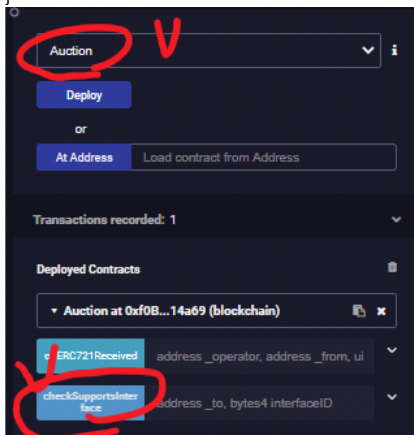 Auction
i
Deploy
or
At Address Load contract from Address
Transactions recorded: 1
Deployed Contracts
Auction at 0xf0B...14a69 (blockchain)
address _operator, address _from, ui
checkSupportsInter
face
address _to, bytes4 interfaceID